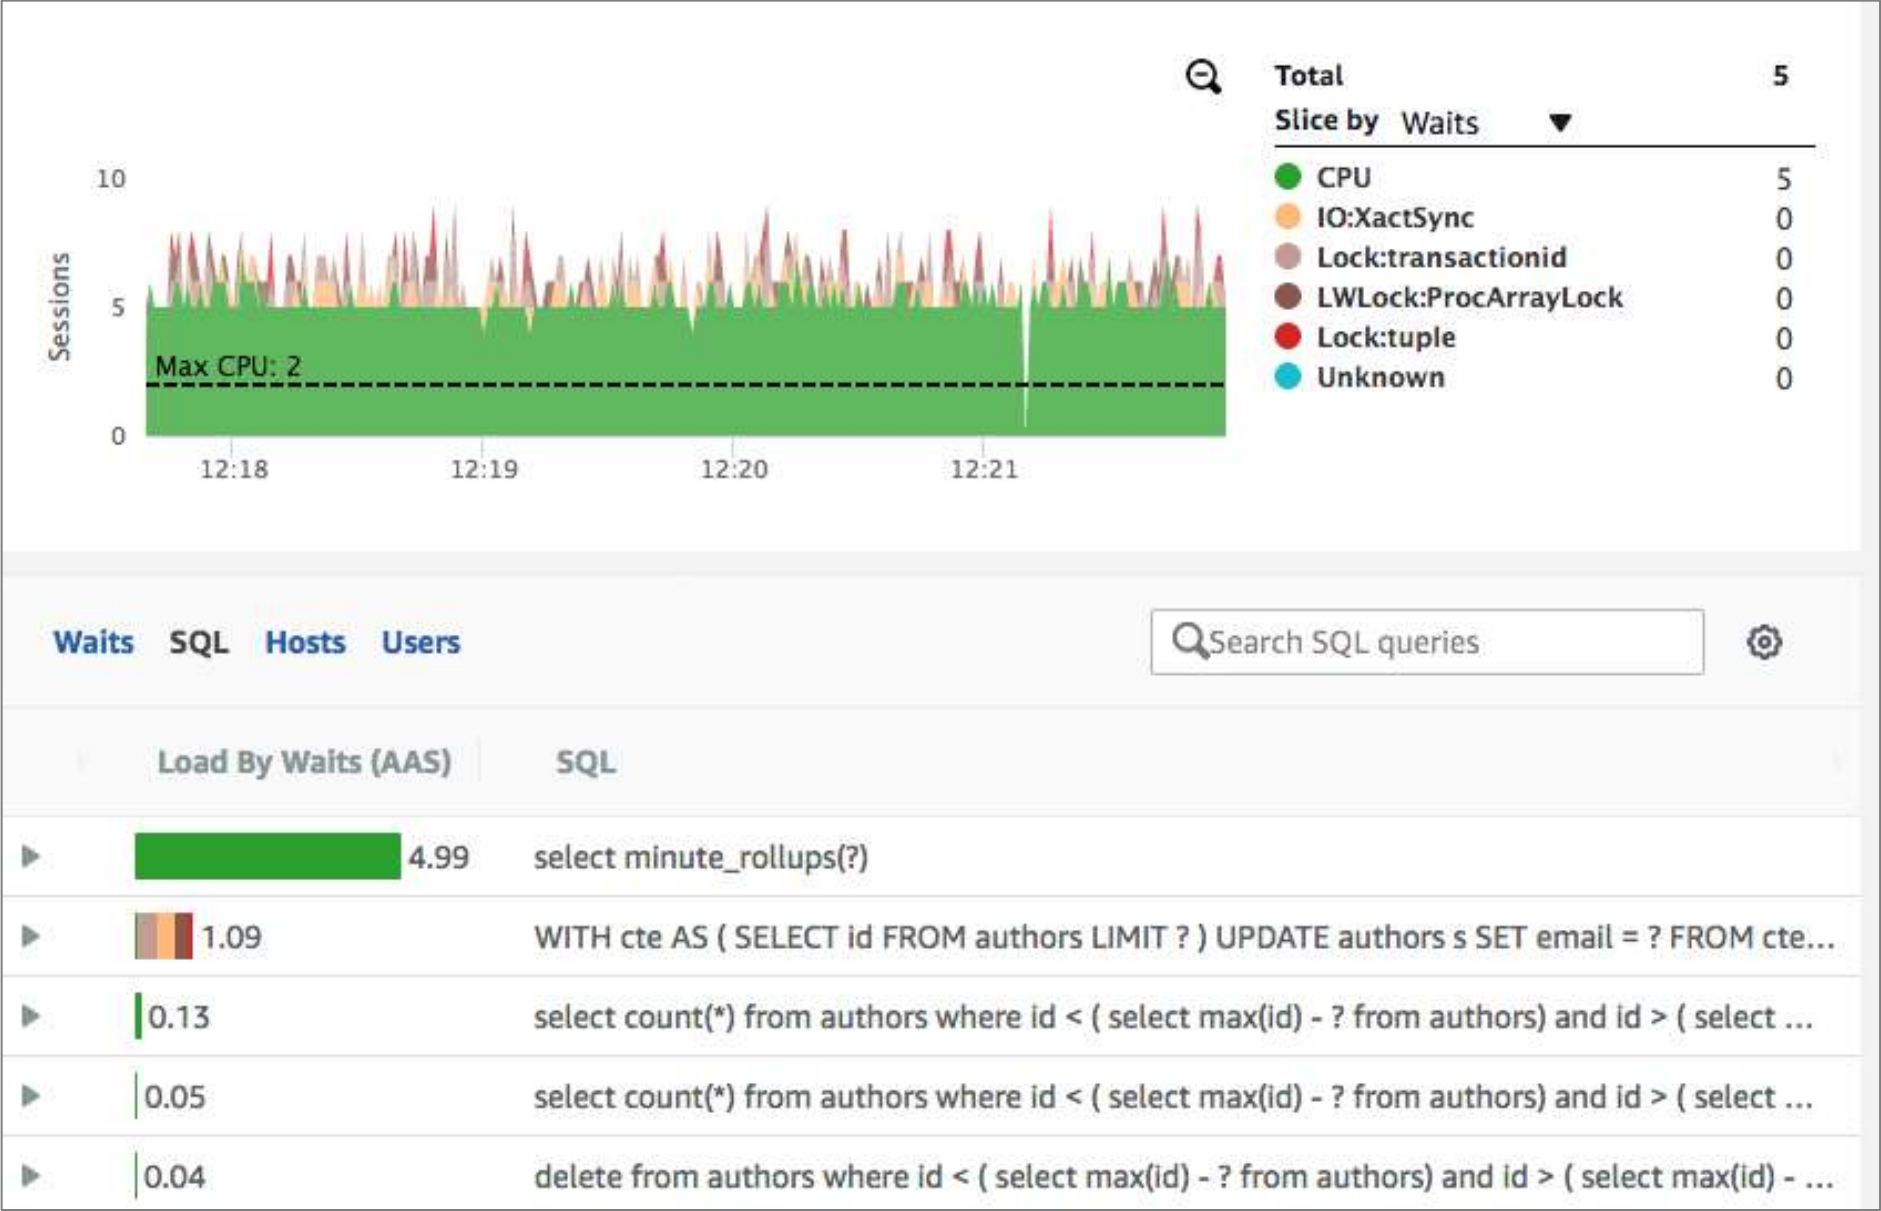 Total 5
Slice by Waits
10
CPU 5
IO:XactSync 0
Lock:transactionid 0
Sessions
LWLock:ProcArrayLock 0
5
Lock:tuple 0
Max CPU: 2
Unknown 0
0
12:18 12:19 12:20 12:21
Waits SQL Hosts Users Search SQL queries
Load By Waits (AAS) SQL
4.99 select minute_rollups(?)
1.09 WITH cte AS ( SELECT id FROM authors LIMIT ? ) UPDATE authors s SET email = ? FROM cte...
0.13 select count(*) from authors where id < ( select max(id) - ? from authors) and id > ( select ...
0.05 select count(*) from authors where id < ( select max(id) - ? from authors) and id > ( select ...
0.04 delete from authors where id < ( select max(id) - ? from authors) and id > ( select max(id) - ...